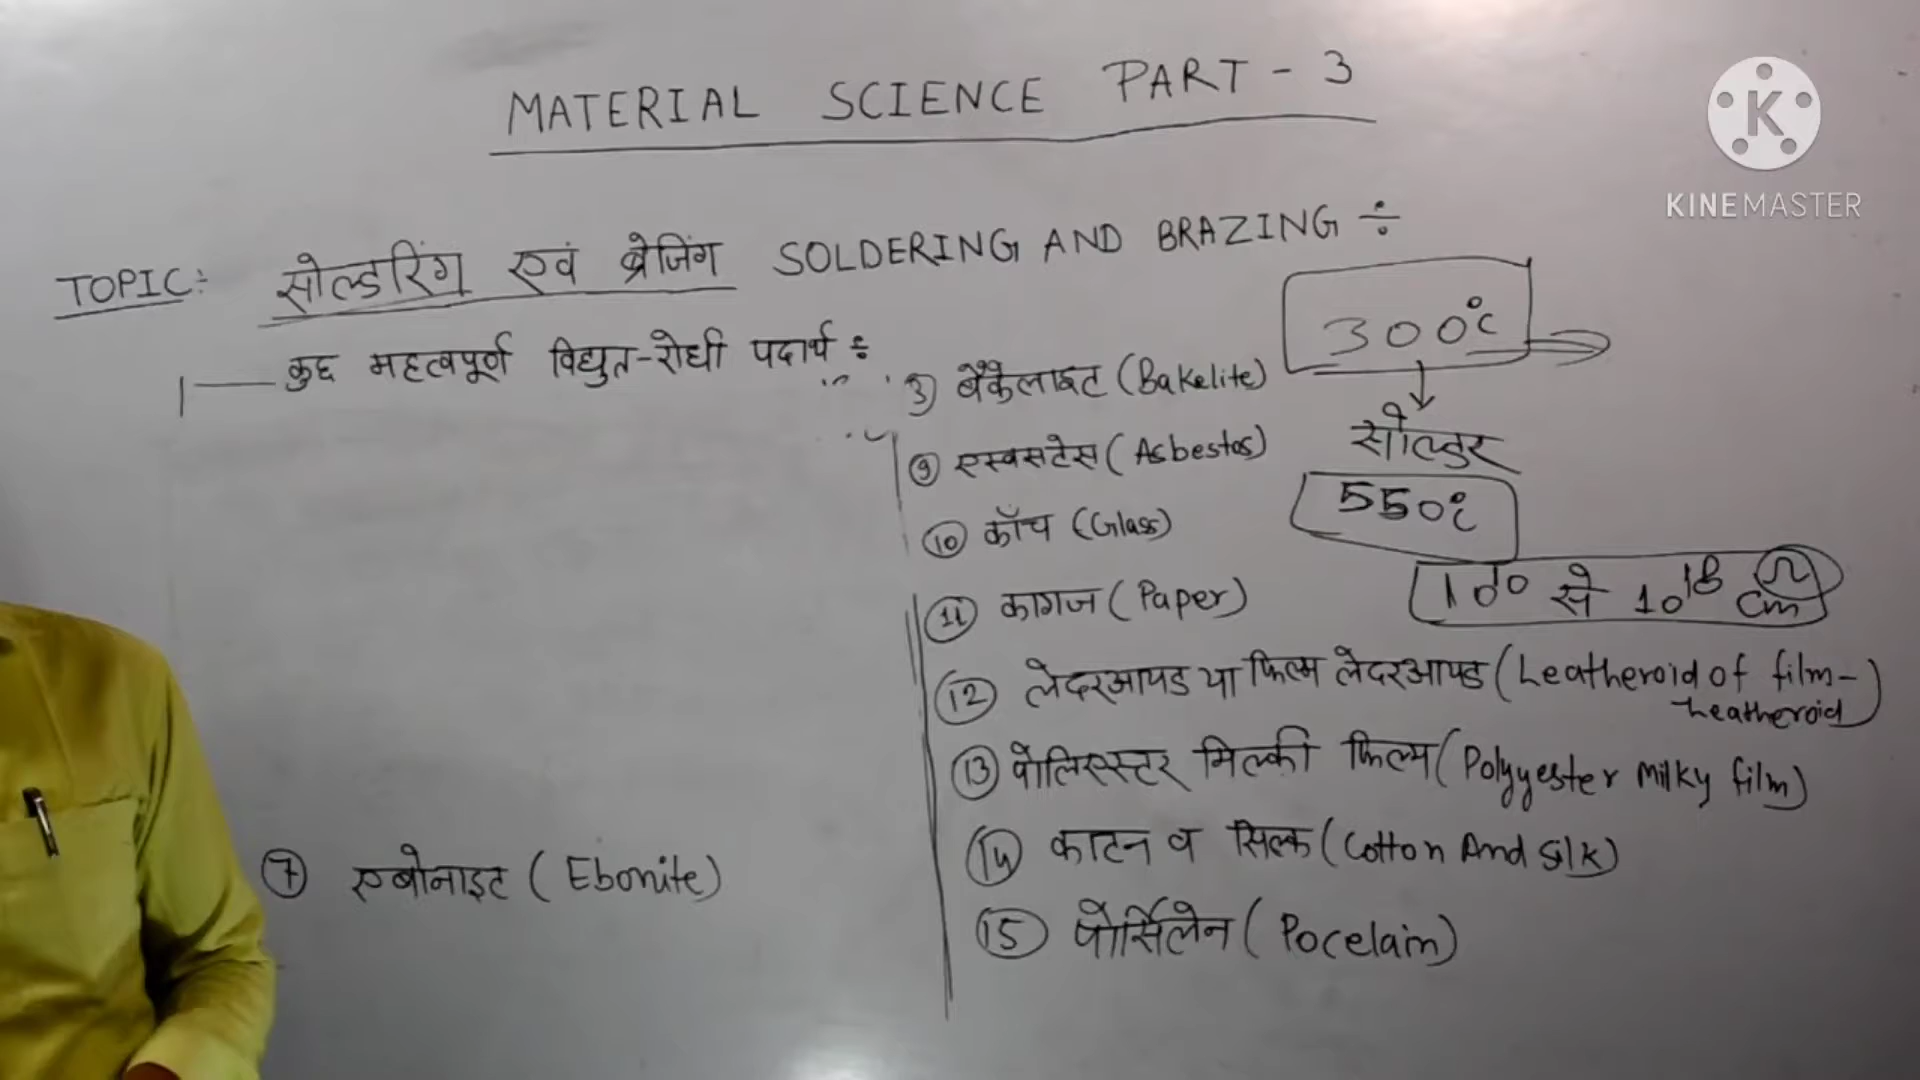 MATERIAL SCIENCE PART - 3
KINEMASTER
TOPIC: सोल्डरिंग एवं ब्रेजिंग SOLDERING AND BRAZING ÷
कुछ महत्वपूर्ण विद्युत-रोधी पदार्थ ÷
300°C
बैकेलाइट (Bakelite)
सोल्डर
⑨ एस्बसटेस (Asbestos)
550°C
⑩ काँच (Glass)
10¹⁰ से 10¹⁸ Ω cm
⑪ कागज (Paper)
⑫ लेदरआयड या फिल्म लेदरआयड (Leatheroid of film-
Leatheroid)
⑬ पोलिएस्टर मिल्की फिल्म (Polyyester Milky film)
⑭ काटन व सिल्क (Cotton And Silk)
⑦ एबोनाइट (Ebonite)
⑮ पोर्सिलेन (Pocelain)